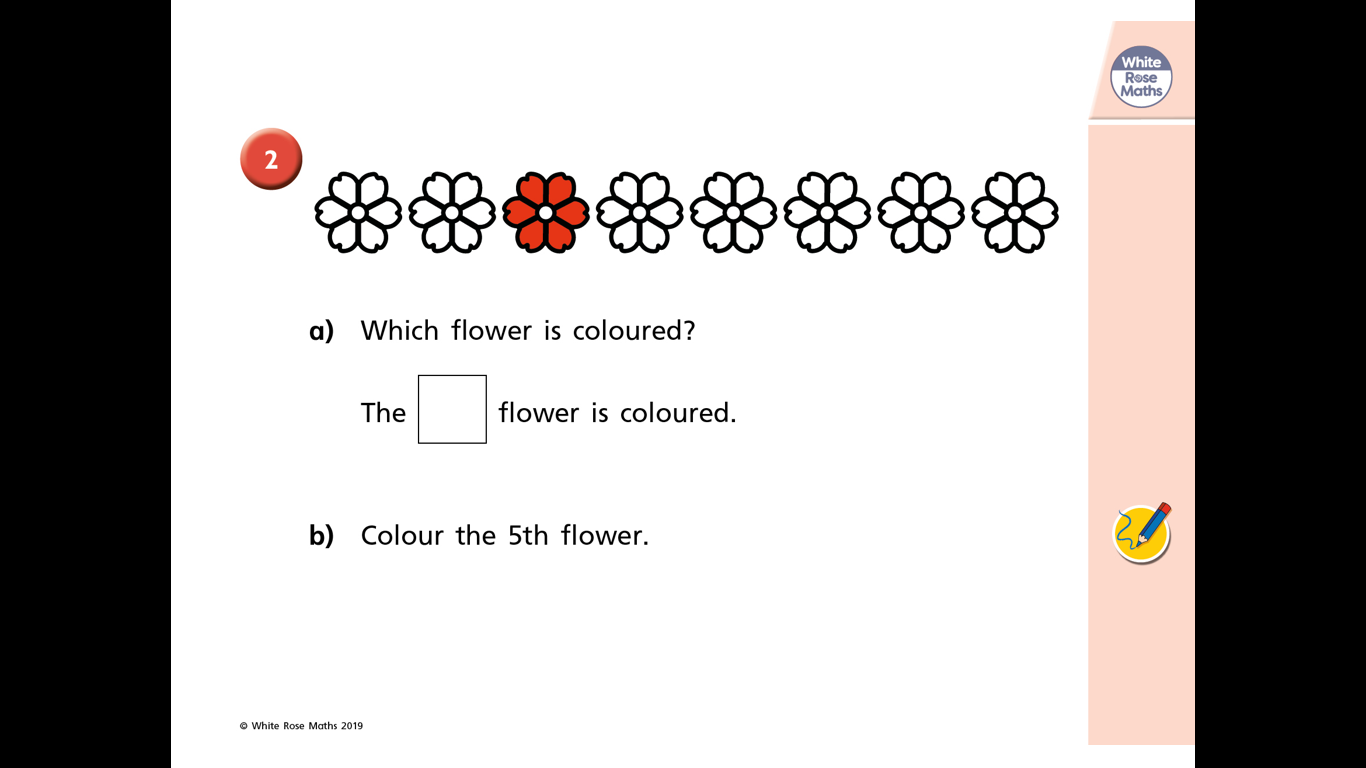 White
Rose
Maths
2
a) Which flower is coloured?
The flower is coloured.
b) Colour the 5th flower.
© White Rose Maths 2019